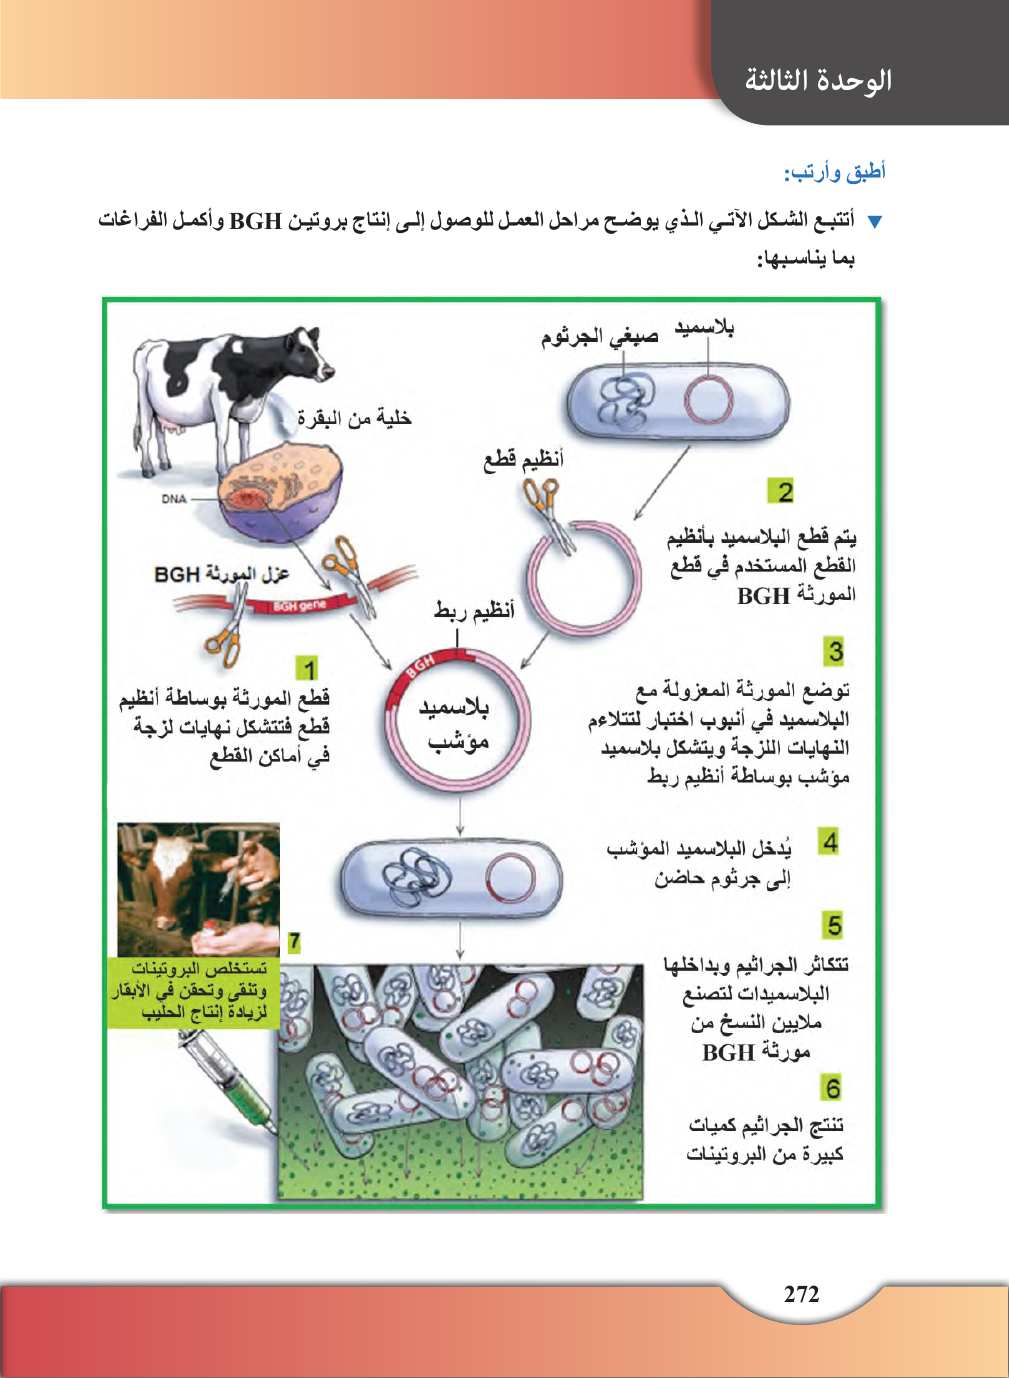 الوحدة الثالثة
أطبق وأرتب:
▼ أتتبع الشكل الآتي الذي يوضح مراحل العمل للوصول إلى إنتاج بروتين BGH وأكمل الفراغات
بما يناسبها:
بلاسميد
صبغي الجرثوم
خلية من البقرة
أنظيم قطع
DNA
2
يتم قطع البلاسميد بأنظيم
القطع المستخدم في قطع
المورثة BGH
عزل المورثة BGH
BGH gene
أنظيم ربط
3
توضع المورثة المعزولة مع
البلاسميد في أنبوب اختبار لتتلاءم
النهايات اللزجة ويتشكل بلاسميد
مؤشب بوساطة أنظيم ربط
BGH
بلاسميد
مؤشب
1
قطع المورثة بوساطة أنظيم
قطع فتتشكل نهايات لزجة
في أماكن القطع
4
يُدخل البلاسميد المؤشب
إلى جرثوم حاضن
5
تتكاثر الجراثيم وبداخلها
البلاسميدات لتصنع
ملايين النسخ من
مورثة BGH
6
تنتج الجراثيم كميات
كبيرة من البروتينات
7
تستخلص البروتينات
وتنقى وتحقن في الأبقار
لزيادة إنتاج الحليب
272